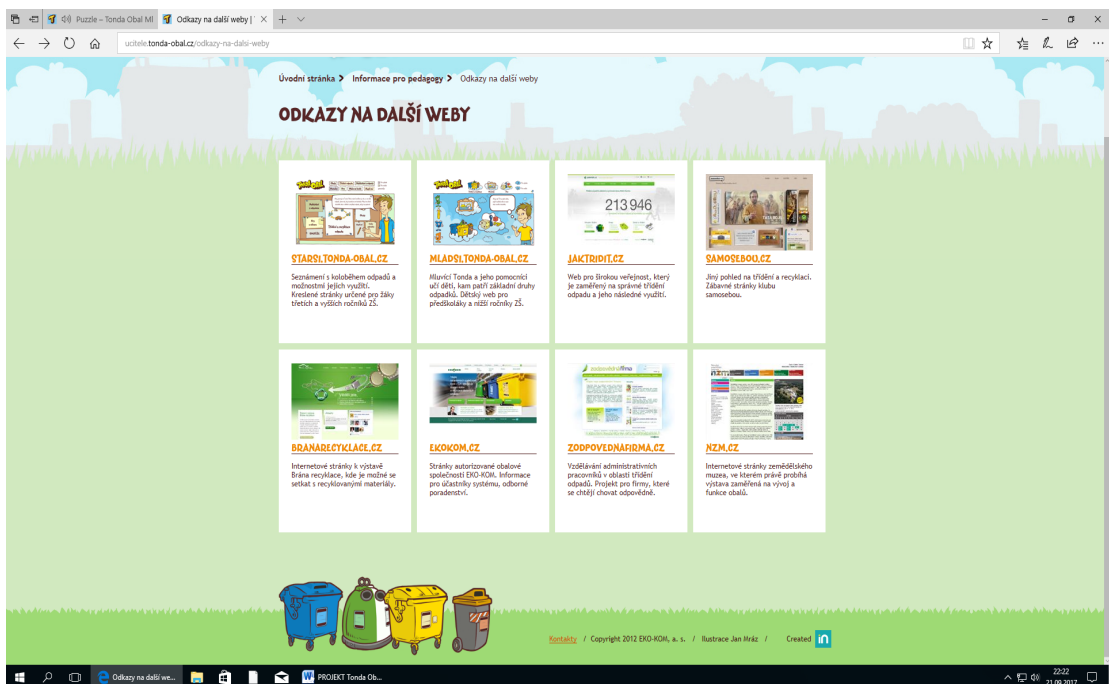 Puzzle – Tonda Obal Ml
Odkazy na další weby |
ucitele.tonda-obal.cz/odkazy-na-dalsi-weby
Úvodní stránka > Informace pro pedagogy > Odkazy na další weby
ODKAZY NA DALŠÍ WEBY
STARSI.TONDA-OBAL.CZ
Seznámení s koloběhem odpadů a
možnostmi jejich využití.
Kreslené stránky určené pro žáky
třetích a vyšších ročníků ZŠ.
MLADSI.TONDA-OBAL.CZ
Mluvící Tonda a jeho pomocníci
učí děti, kam patří základní druhy
odpadků. Dětský web pro
předškoláky a nižší ročníky ZŠ.
213 946
JAKTRIDIT.CZ
Web pro širokou veřejnost, který
je zaměřený na správné třídění
odpadu a jeho následné využití.
SAMOSEBOU.CZ
Jiný pohled na třídění a recyklaci.
Zábavné stránky klubu
samosebou.
BRANARECYKLACE.CZ
Internetové stránky k výstavě
Brána recyklace, kde je možné se
setkat s recyklovanými materiály.
EKOKOM.CZ
Stránky autorizované obalové
společnosti EKO-KOM. Informace
pro účastníky systému, odborné
poradenství.
zodpovědnáfirma
ZODPOVEDNAFIRMA.CZ
Vzdělávání administrativních
pracovníků v oblasti třídění
odpadů. Projekt pro firmy, které
se chtějí chovat odpovědně.
nzm
NZM.CZ
Internetové stránky zemědělského
muzea, ve kterém právě probíhá
výstava zaměřená na vývoj a
funkce obalů.
Kontakty / Copyright 2012 EKO-KOM, a. s. / Ilustrace Jan Mráz / Created in
Odkazy na další we...
PROJEKT Tonda Ob...
22:22
21.09.2017